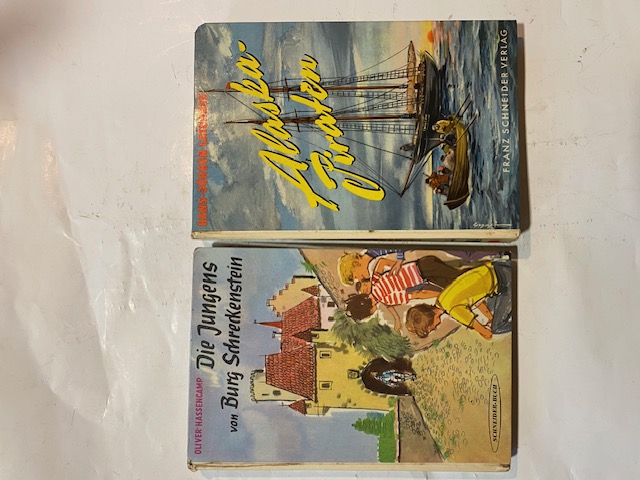 Alaska-
Piraten
FRANZ SCHNEIDER VERLAG
OLIVER HASSENCAMP
Die Jungens
von Burg Schreckenstein
SCHNEIDER-BUCH